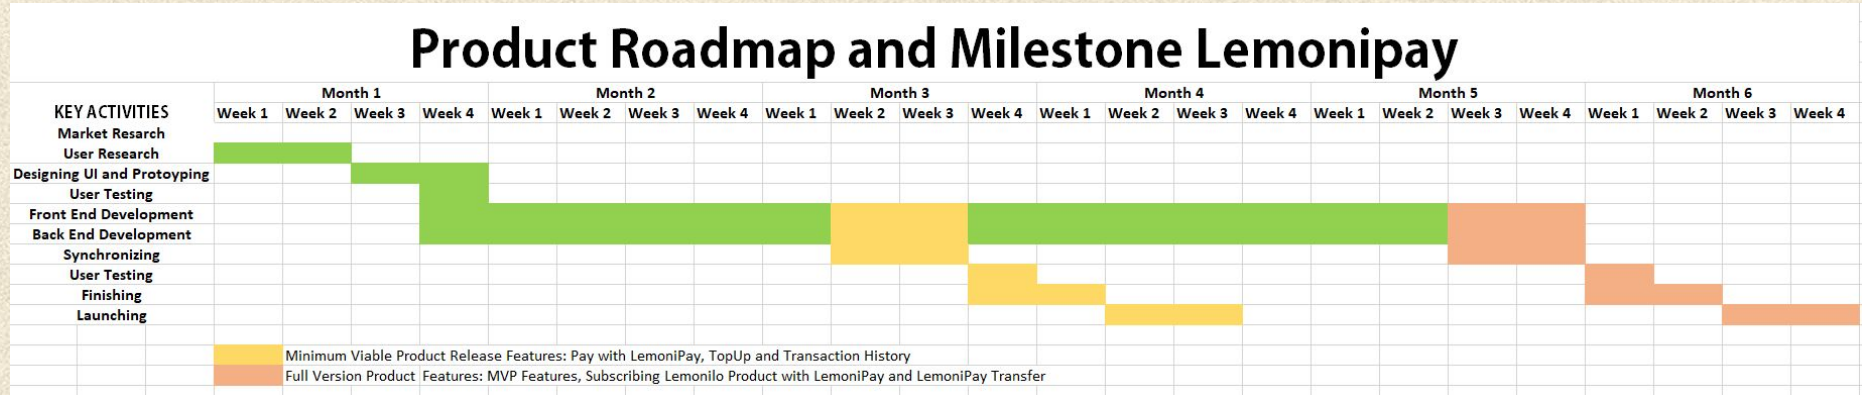 Product Roadmap and Milestone Lemonipay
Month 1 Month 2 Month 3 Month 4 Month 5 Month 6
KEY ACTIVITIES Week 1 Week 2 Week 3 Week 4 Week 1 Week 2 Week 3 Week 4 Week 1 Week 2 Week 3 Week 4 Week 1 Week 2 Week 3 Week 4 Week 1 Week 2 Week 3 Week 4 Week 1 Week 2 Week 3 Week 4
Market Resarch
User Research
Designing UI and Protoyping
User Testing
Front End Development
Back End Development
Synchronizing
User Testing
Finishing
Launching
Minimum Viable Product Release Features: Pay with LemoniPay, TopUp and Transaction History
Full Version Product Features: MVP Features, Subscribing Lemonilo Product with LemoniPay and LemoniPay Transfer